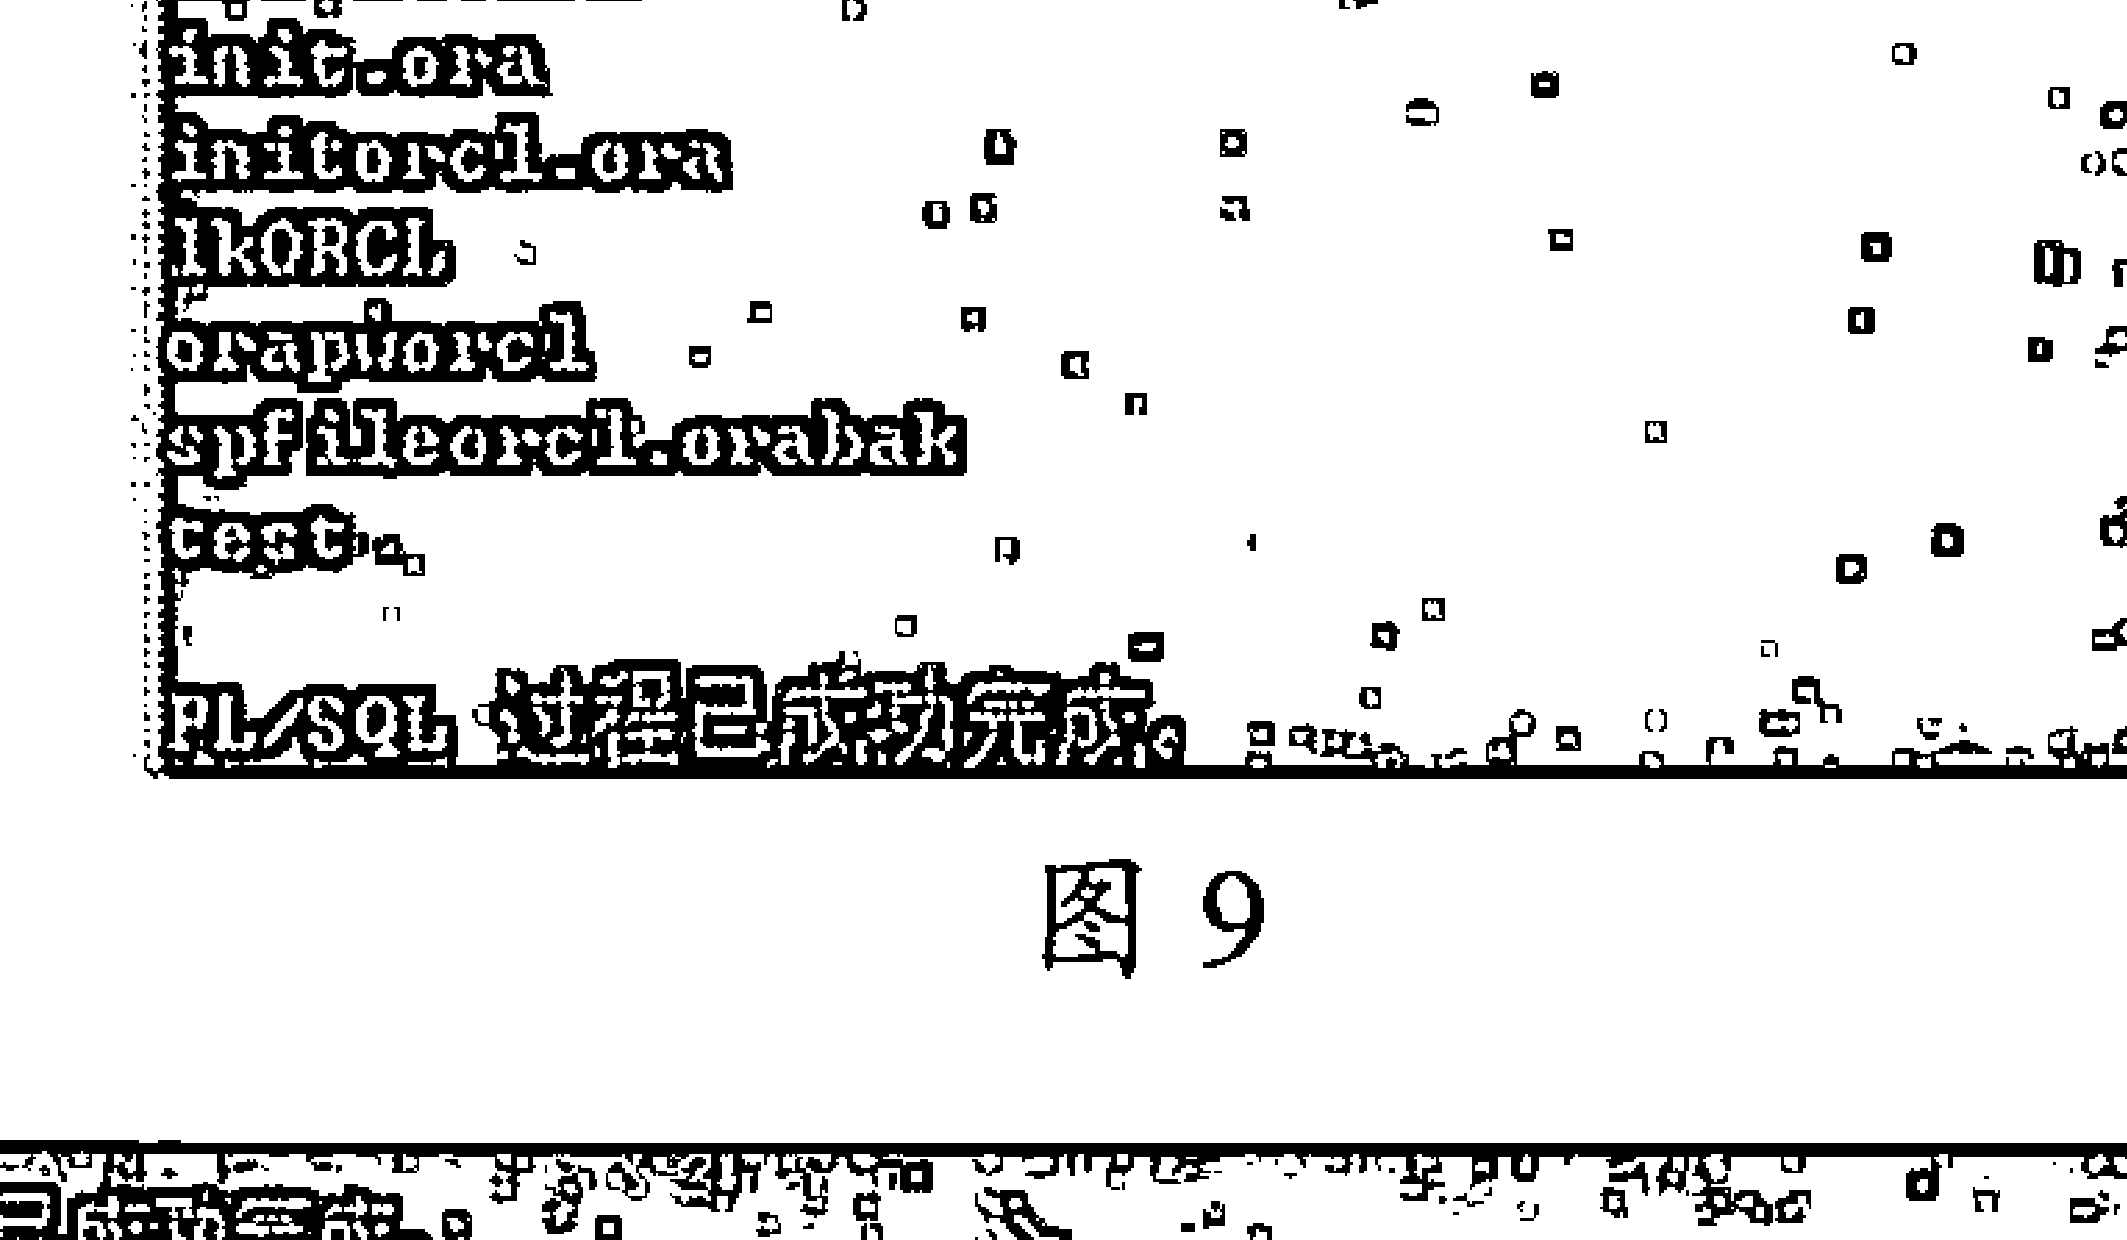 init.ora
initorcl.ora
lkORCL
orapworcl
spfileorcl.orabak
test
PL/SQL 过程已成功完成。
图 9